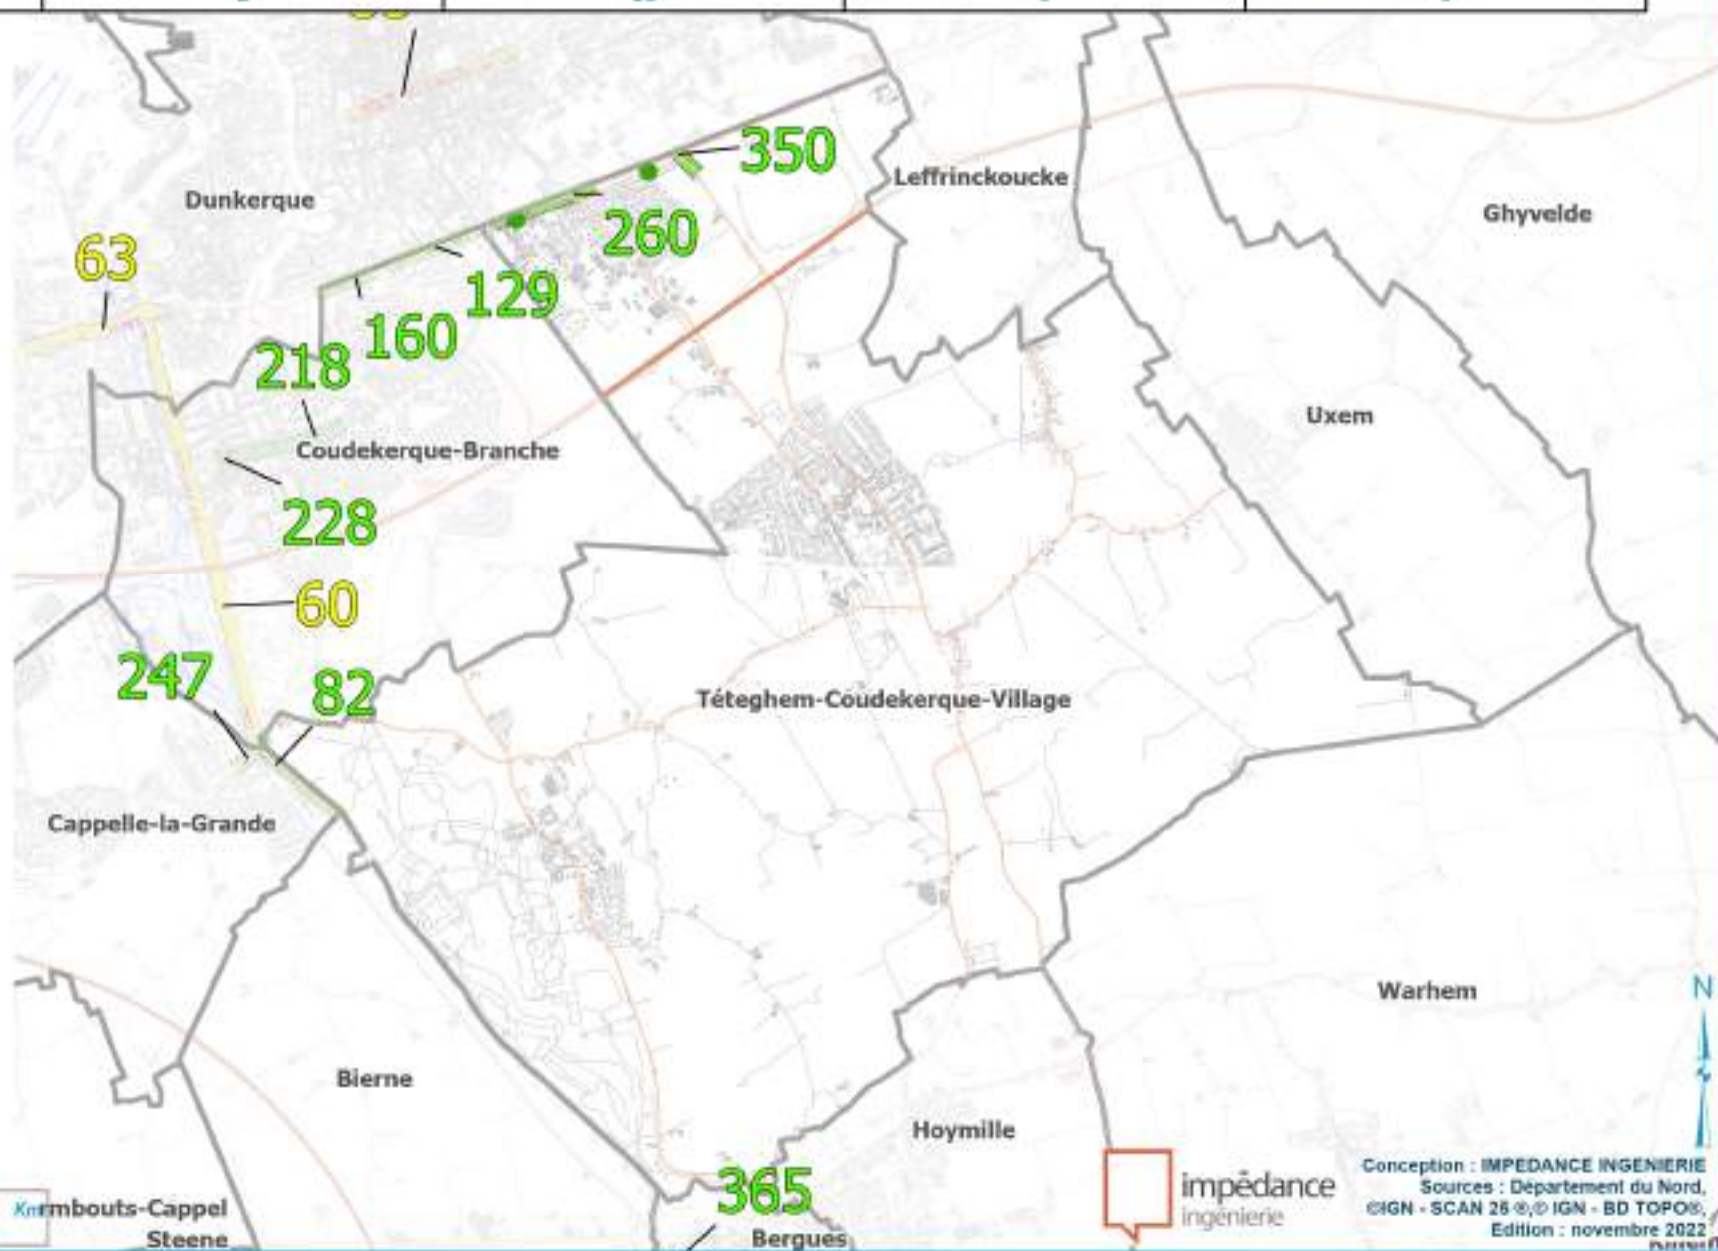 350
Leffrinckoucke
Dunkerque
Ghyvelde
260
63
129
160
218
Uxem
Coudekerque-Branche
228
60
247
82
Téteghem-Coudekerque-Village
Cappelle-la-Grande
N
Warhem
Bierne
Hoymille
365
impédance
ingénierie
Conception : IMPEDANCE INGENIERIE
Sources : Département du Nord,
©IGN - SCAN 25 ®,© IGN - BD TOPO®,
Edition : novembre 2022
Km
rmbouts-Cappel
Steene
Bergues